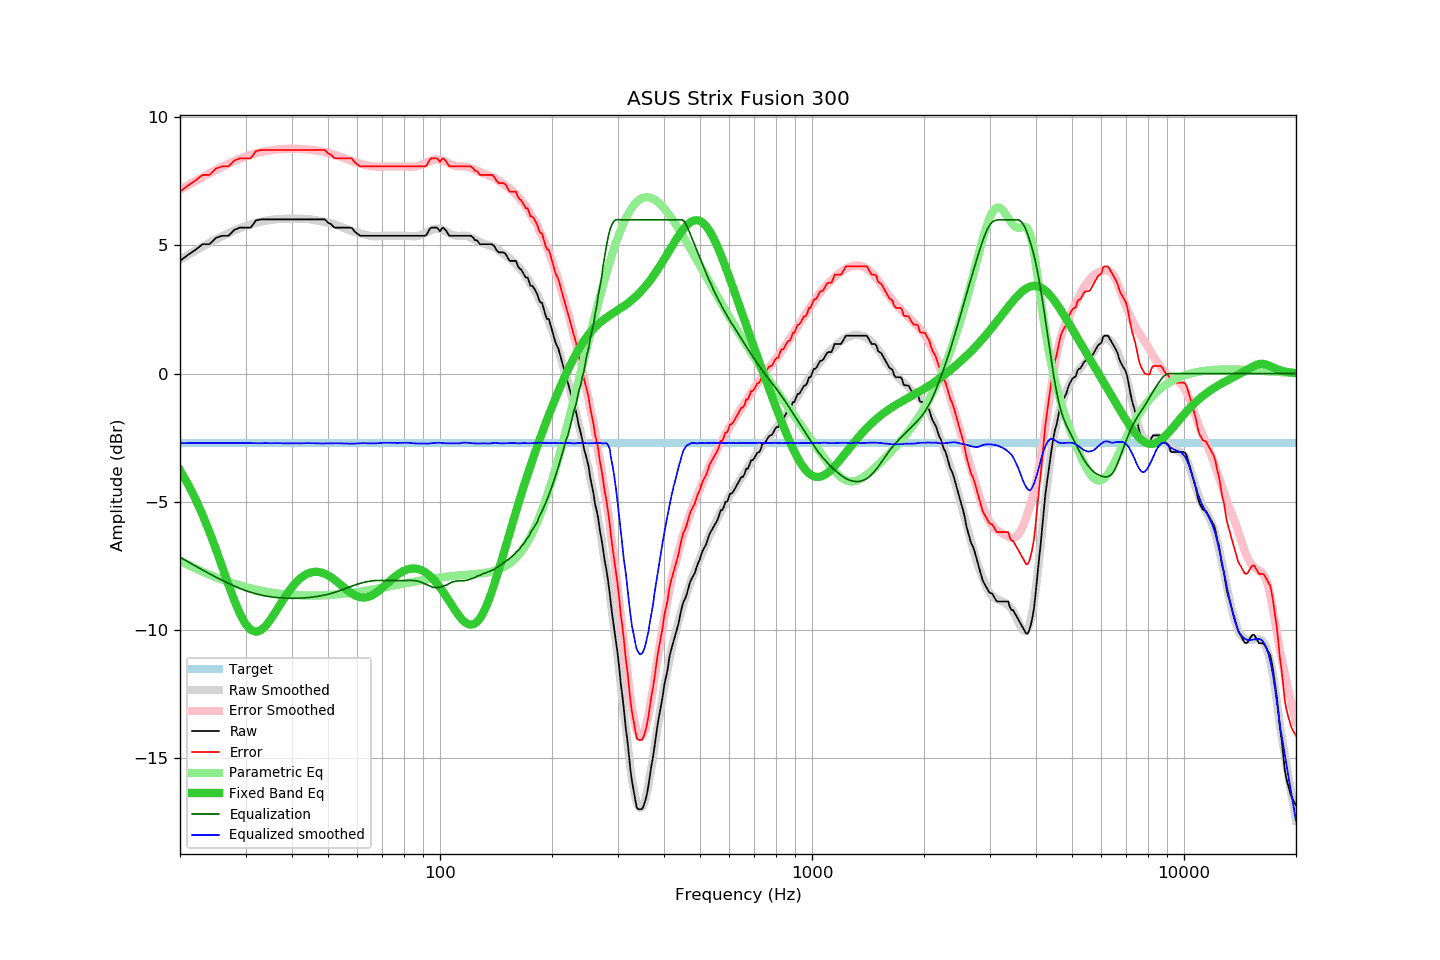 ASUS Strix Fusion 300
10
5
0
−5
−10
−15
Amplitude (dBr)
Target
Raw Smoothed
Error Smoothed
Raw
Error
Parametric Eq
Fixed Band Eq
Equalization
Equalized smoothed
100
1000
10000
Frequency (Hz)